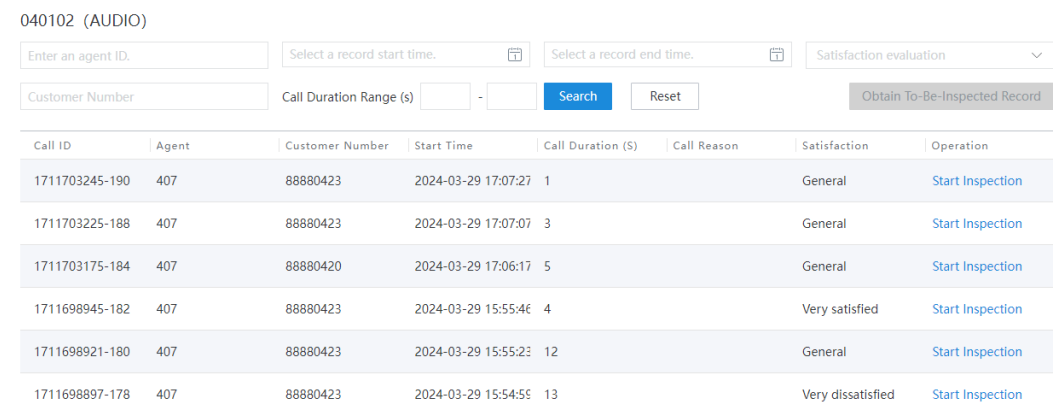 040102 (AUDIO)
Enter an agent ID. Select a record start time. Select a record end time. Satisfaction evaluation
Customer Number Call Duration Range (s) - Search Reset Obtain To-Be-Inspected Record
Call ID Agent Customer Number Start Time Call Duration (S) Call Reason Satisfaction Operation
1711703245-190 407 88880423 2024-03-29 17:07:27 1 General Start Inspection
1711703225-188 407 88880423 2024-03-29 17:07:07 3 General Start Inspection
1711703175-184 407 88880420 2024-03-29 17:06:17 5 General Start Inspection
1711698945-182 407 88880423 2024-03-29 15:55:46 4 Very satisfied Start Inspection
1711698921-180 407 88880423 2024-03-29 15:55:23 12 General Start Inspection
1711698897-178 407 88880423 2024-03-29 15:54:59 13 Very dissatisfied Start Inspection